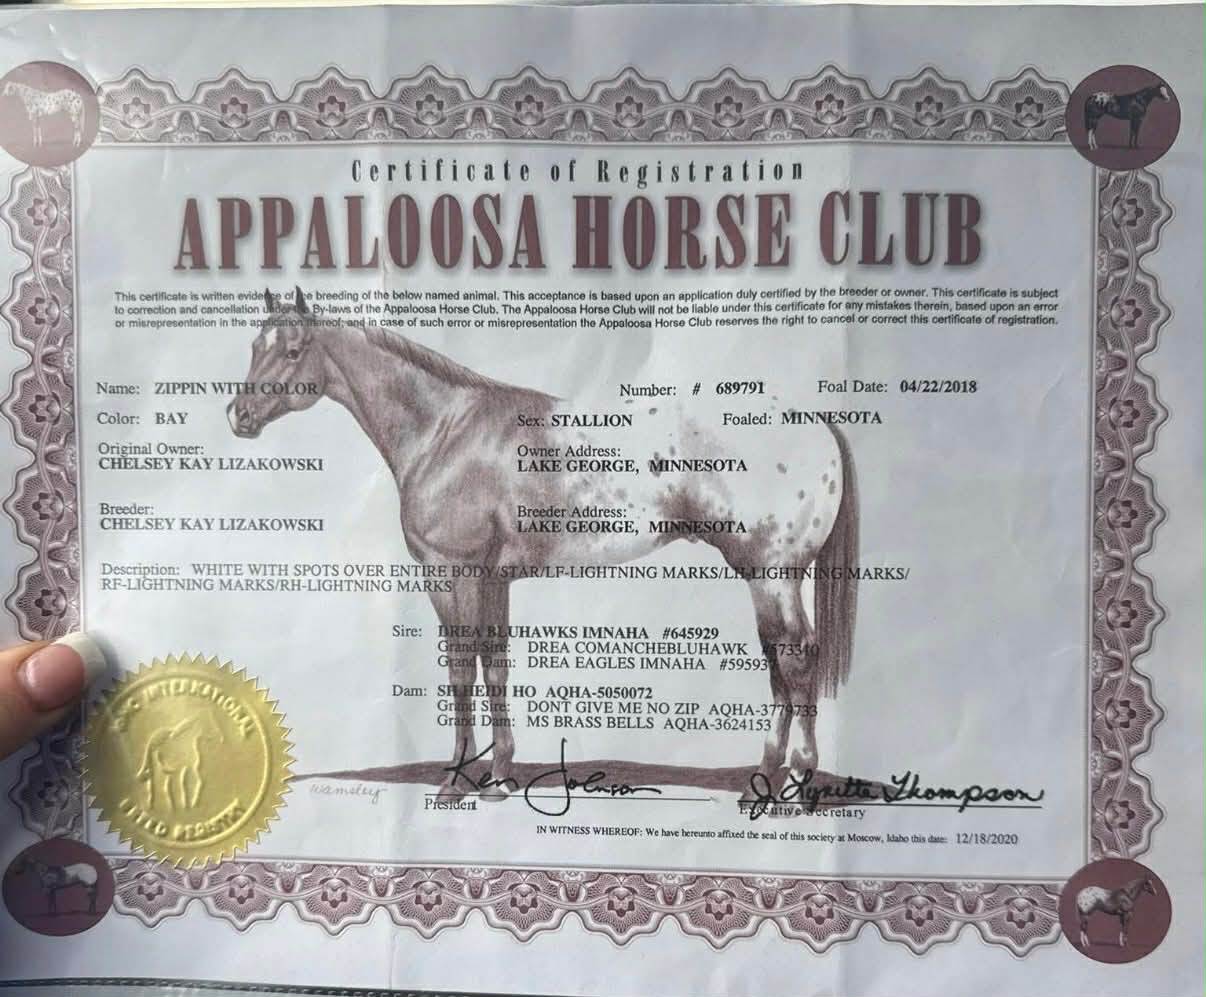 Certificate of Registration
APPALOOSA HORSE CLUB
This certificate is written evidence of the breeding of the below named animal. This acceptance is based upon an application duly certified by the breeder or owner. This certificate is subject
to correction and cancellation under the By-laws of the Appaloosa Horse Club. The Appaloosa Horse Club will not be liable under this certificate for any mistakes therein, based upon an error
or misrepresentation in the application thereof; and in case of such error or misrepresentation the Appaloosa Horse Club reserves the right to cancel or correct this certificate of registration.
Name: ZIPPIN WITH COLOR Number: # 689791 Foal Date: 04/22/2018
Color: BAY Sex: STALLION Foaled: MINNESOTA
Original Owner: Owner Address:
CHELSEY KAY LIZAKOWSKI LAKE GEORGE, MINNESOTA
Breeder: Breeder Address:
CHELSEY KAY LIZAKOWSKI LAKE GEORGE, MINNESOTA
Description: WHITE WITH SPOTS OVER ENTIRE BODY/STAR/LF-LIGHTNING MARKS/LH-LIGHTNING MARKS/
RF-LIGHTNING MARKS/RH-LIGHTNING MARKS
Sire: DREA BLUHAWKS IMNAHA #645929
Grand Sire: DREA COMANCHEBLUHAWK #573340
Grand Dam: DREA EAGLES IMNAHA #595937
Dam: SH HEIDI HO AQHA-5050072
Grand Sire: DONT GIVE ME NO ZIP AQHA-3779733
Grand Dam: MS BRASS BELLS AQHA-3624153
Ken Johnson J. Lynette Thompson
Wamsley
President Executive Secretary
IN WITNESS WHEREOF: We have hereunto affixed the seal of this society at Moscow, Idaho this date: 12/18/2020
INTERNATIONAL
REGISTRY